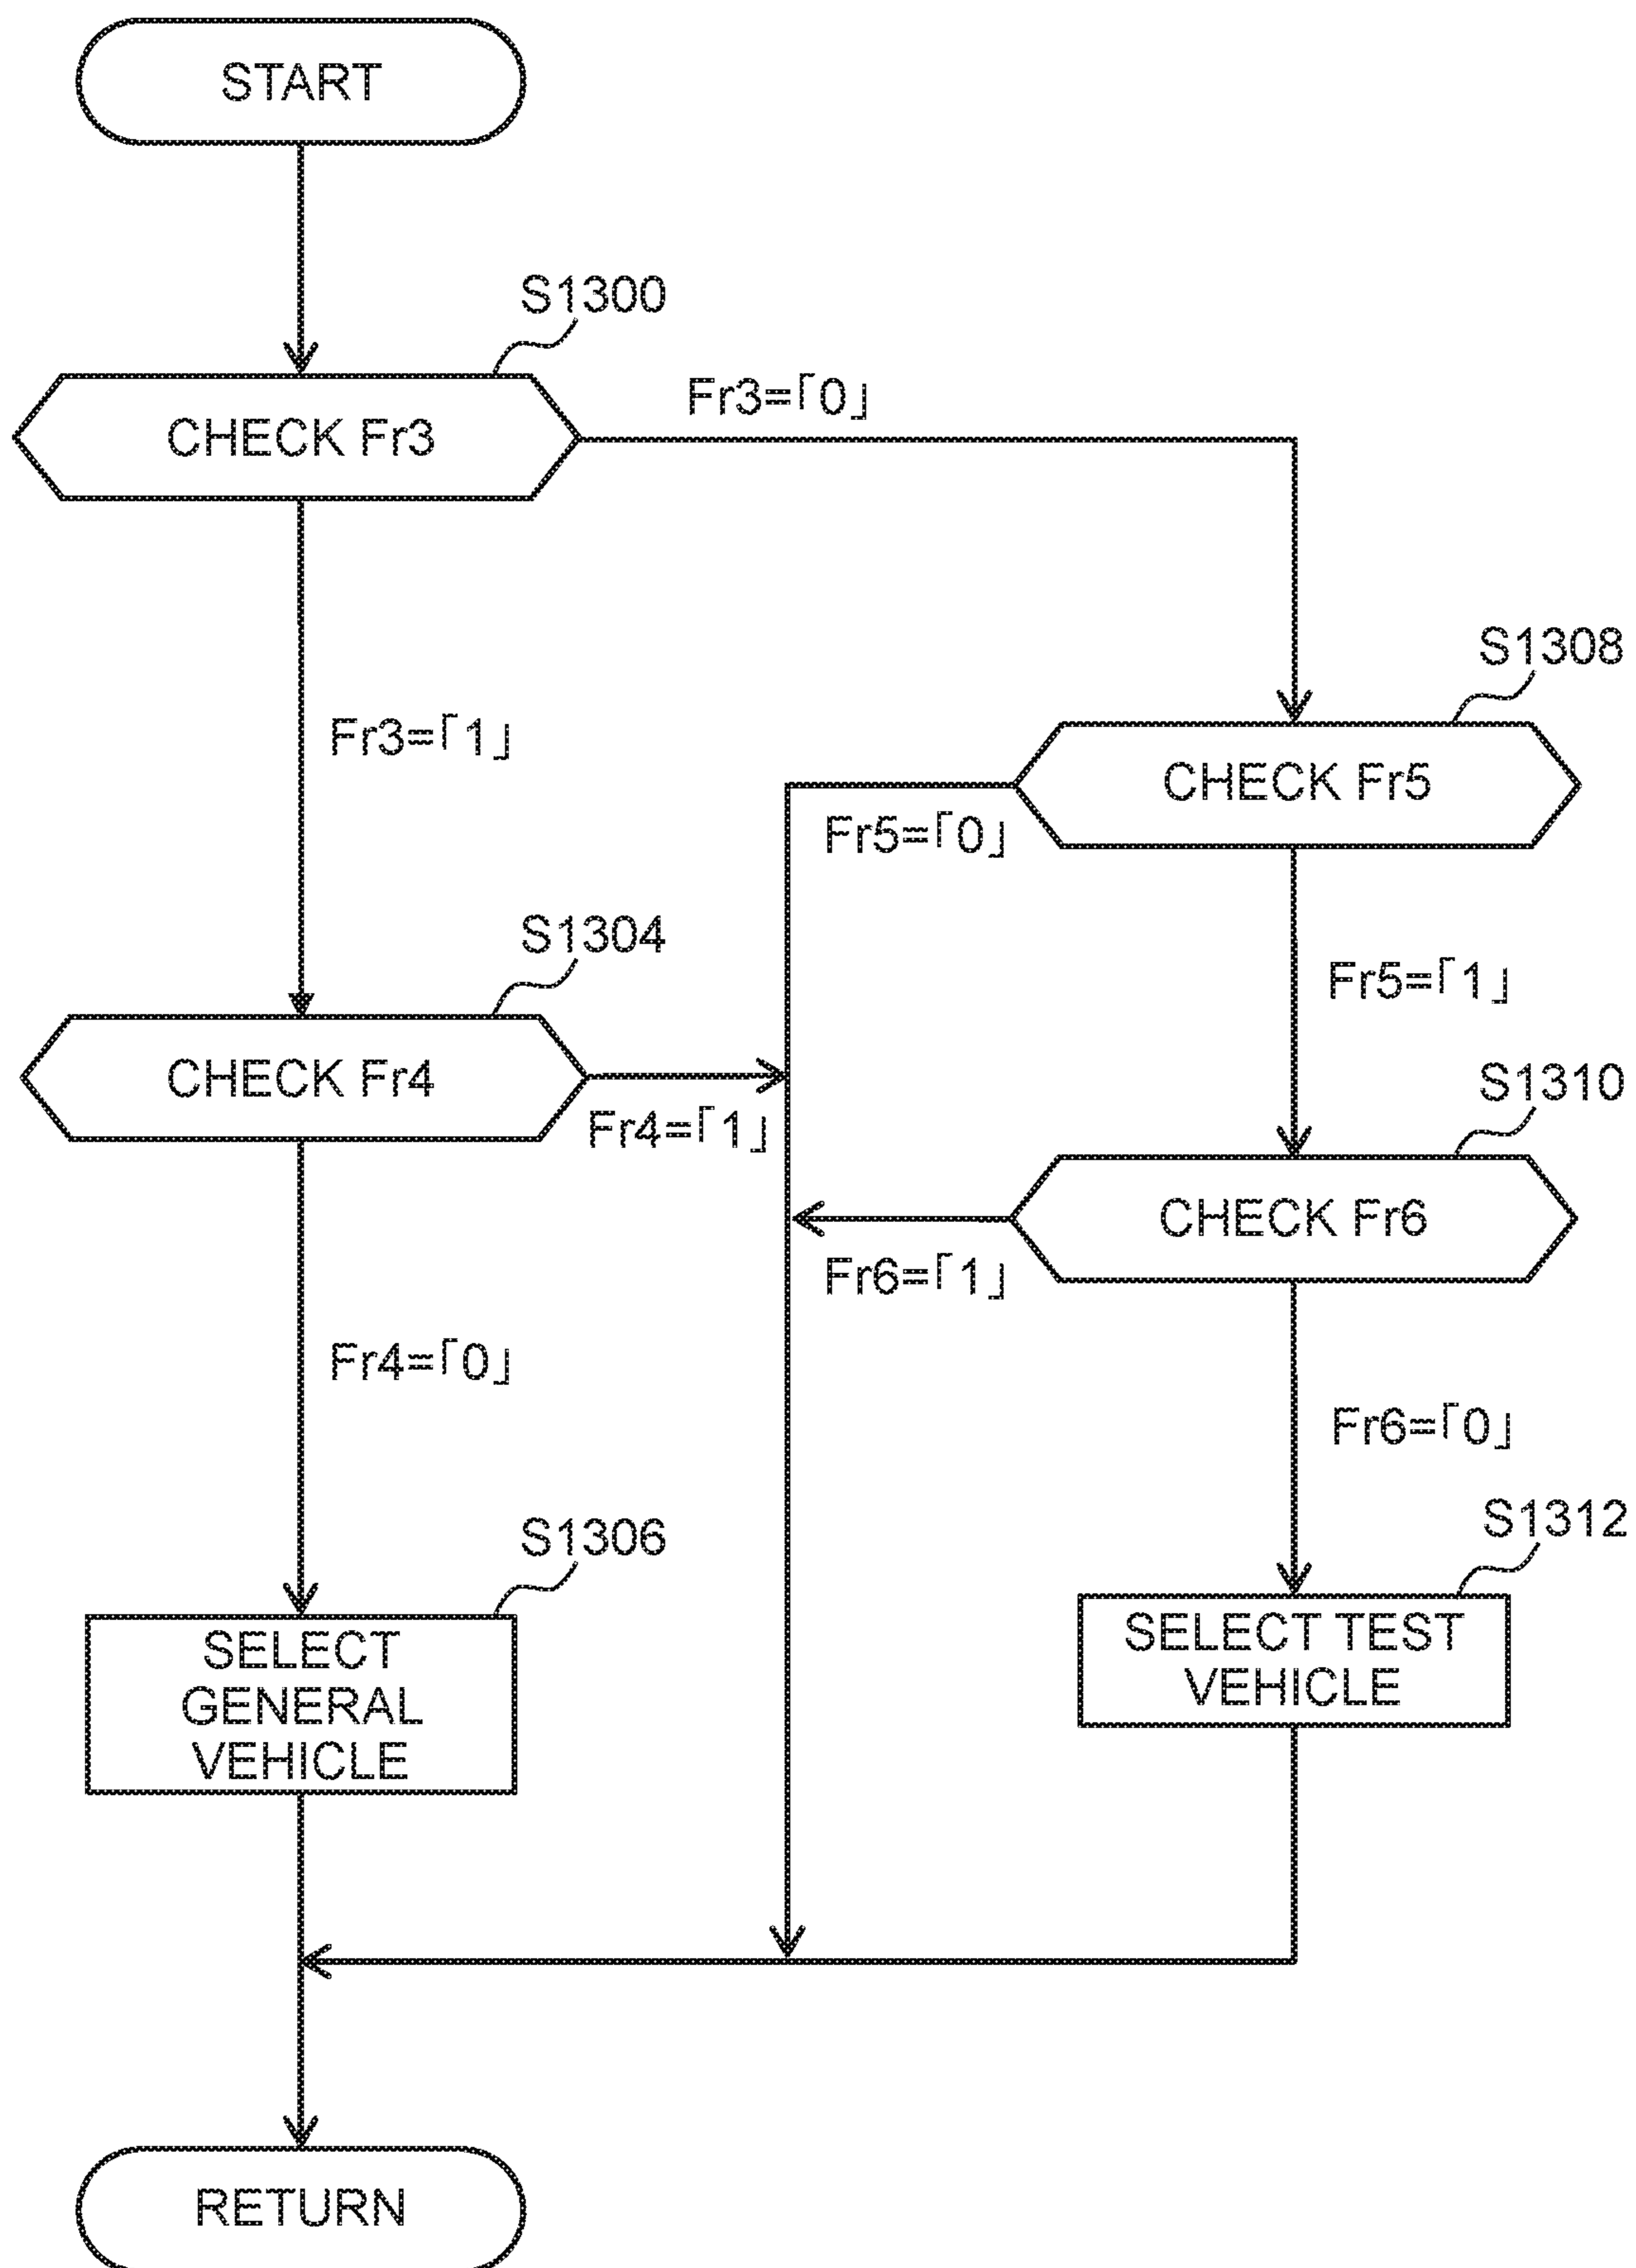 START
S1300
Fr3=「0」
CHECK Fr3
S1308
Fr3=「1」
CHECK Fr5
Fr5=「0」
S1304
Fr5=「1」
CHECK Fr4
S1310
Fr4=「1」
CHECK Fr6
Fr6=「1」
Fr4=「0」
Fr6=「0」
S1306
S1312
SELECT
GENERAL
VEHICLE
SELECT TEST
VEHICLE
RETURN